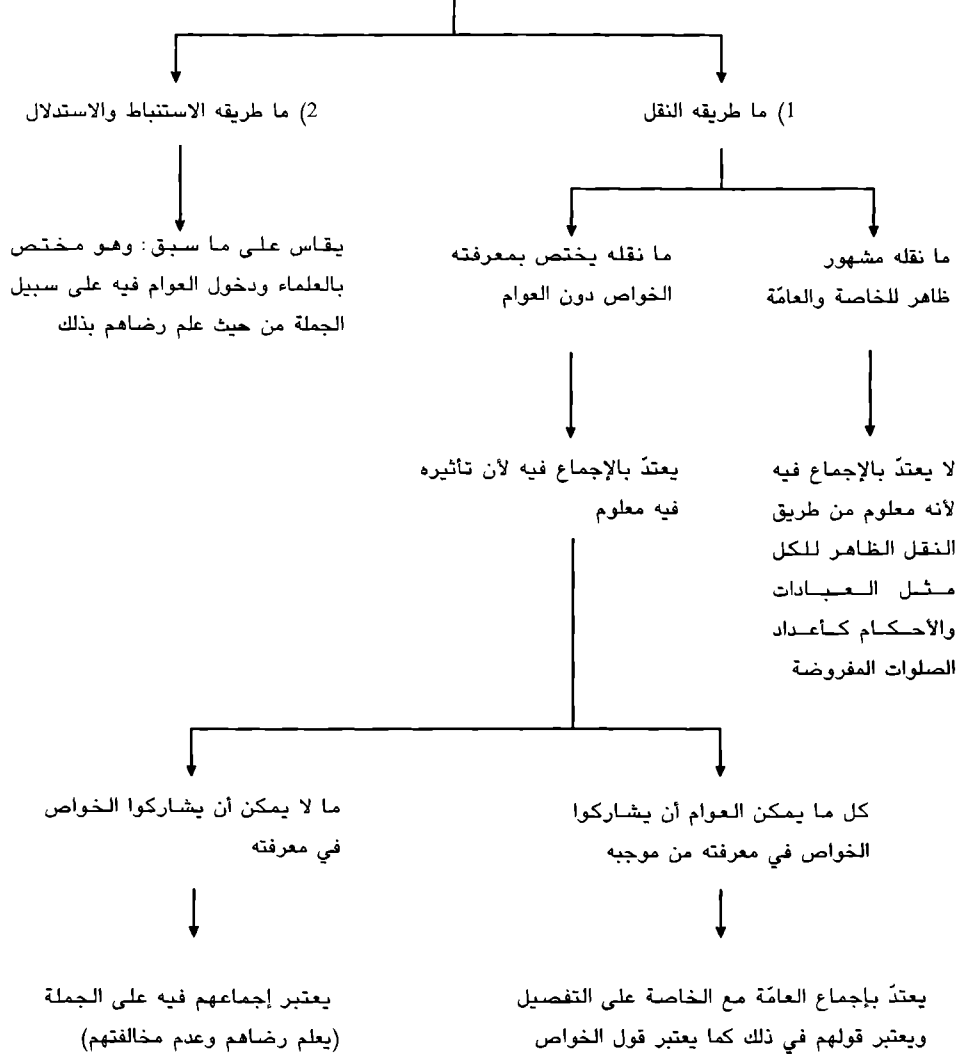 1) ما طريقه النقل
2) ما طريقه الاستنباط والاستدلال
ما نقله مشهور
ظاهر للخاصة والعامّة
ما نقله يختص بمعرفته
الخواص دون العوام
يقاس على ما سبق: وهو مختص
بالعلماء ودخول العوام فيه على سبيل
الجملة من حيث علم رضاهم بذلك
لا يعتدّ بالإجماع فيه
لأنه معلوم من طريق
النقل الظاهر للكل
مثل العبادات
والأحكام كأعداد
الصلوات المفروضة
يعتدّ بالإجماع فيه لأن تأثيره
فيه معلوم
كل ما يمكن العوام أن يشاركوا
الخواص في معرفته من موجبه
ما لا يمكن أن يشاركوا الخواص
في معرفته
يعتدّ بإجماع العامّة مع الخاصة على التفصيل
ويعتبر قولهم في ذلك كما يعتبر قول الخواص
يعتبر إجماعهم فيه على الجملة
(يعلم رضاهم وعدم مخالفتهم)